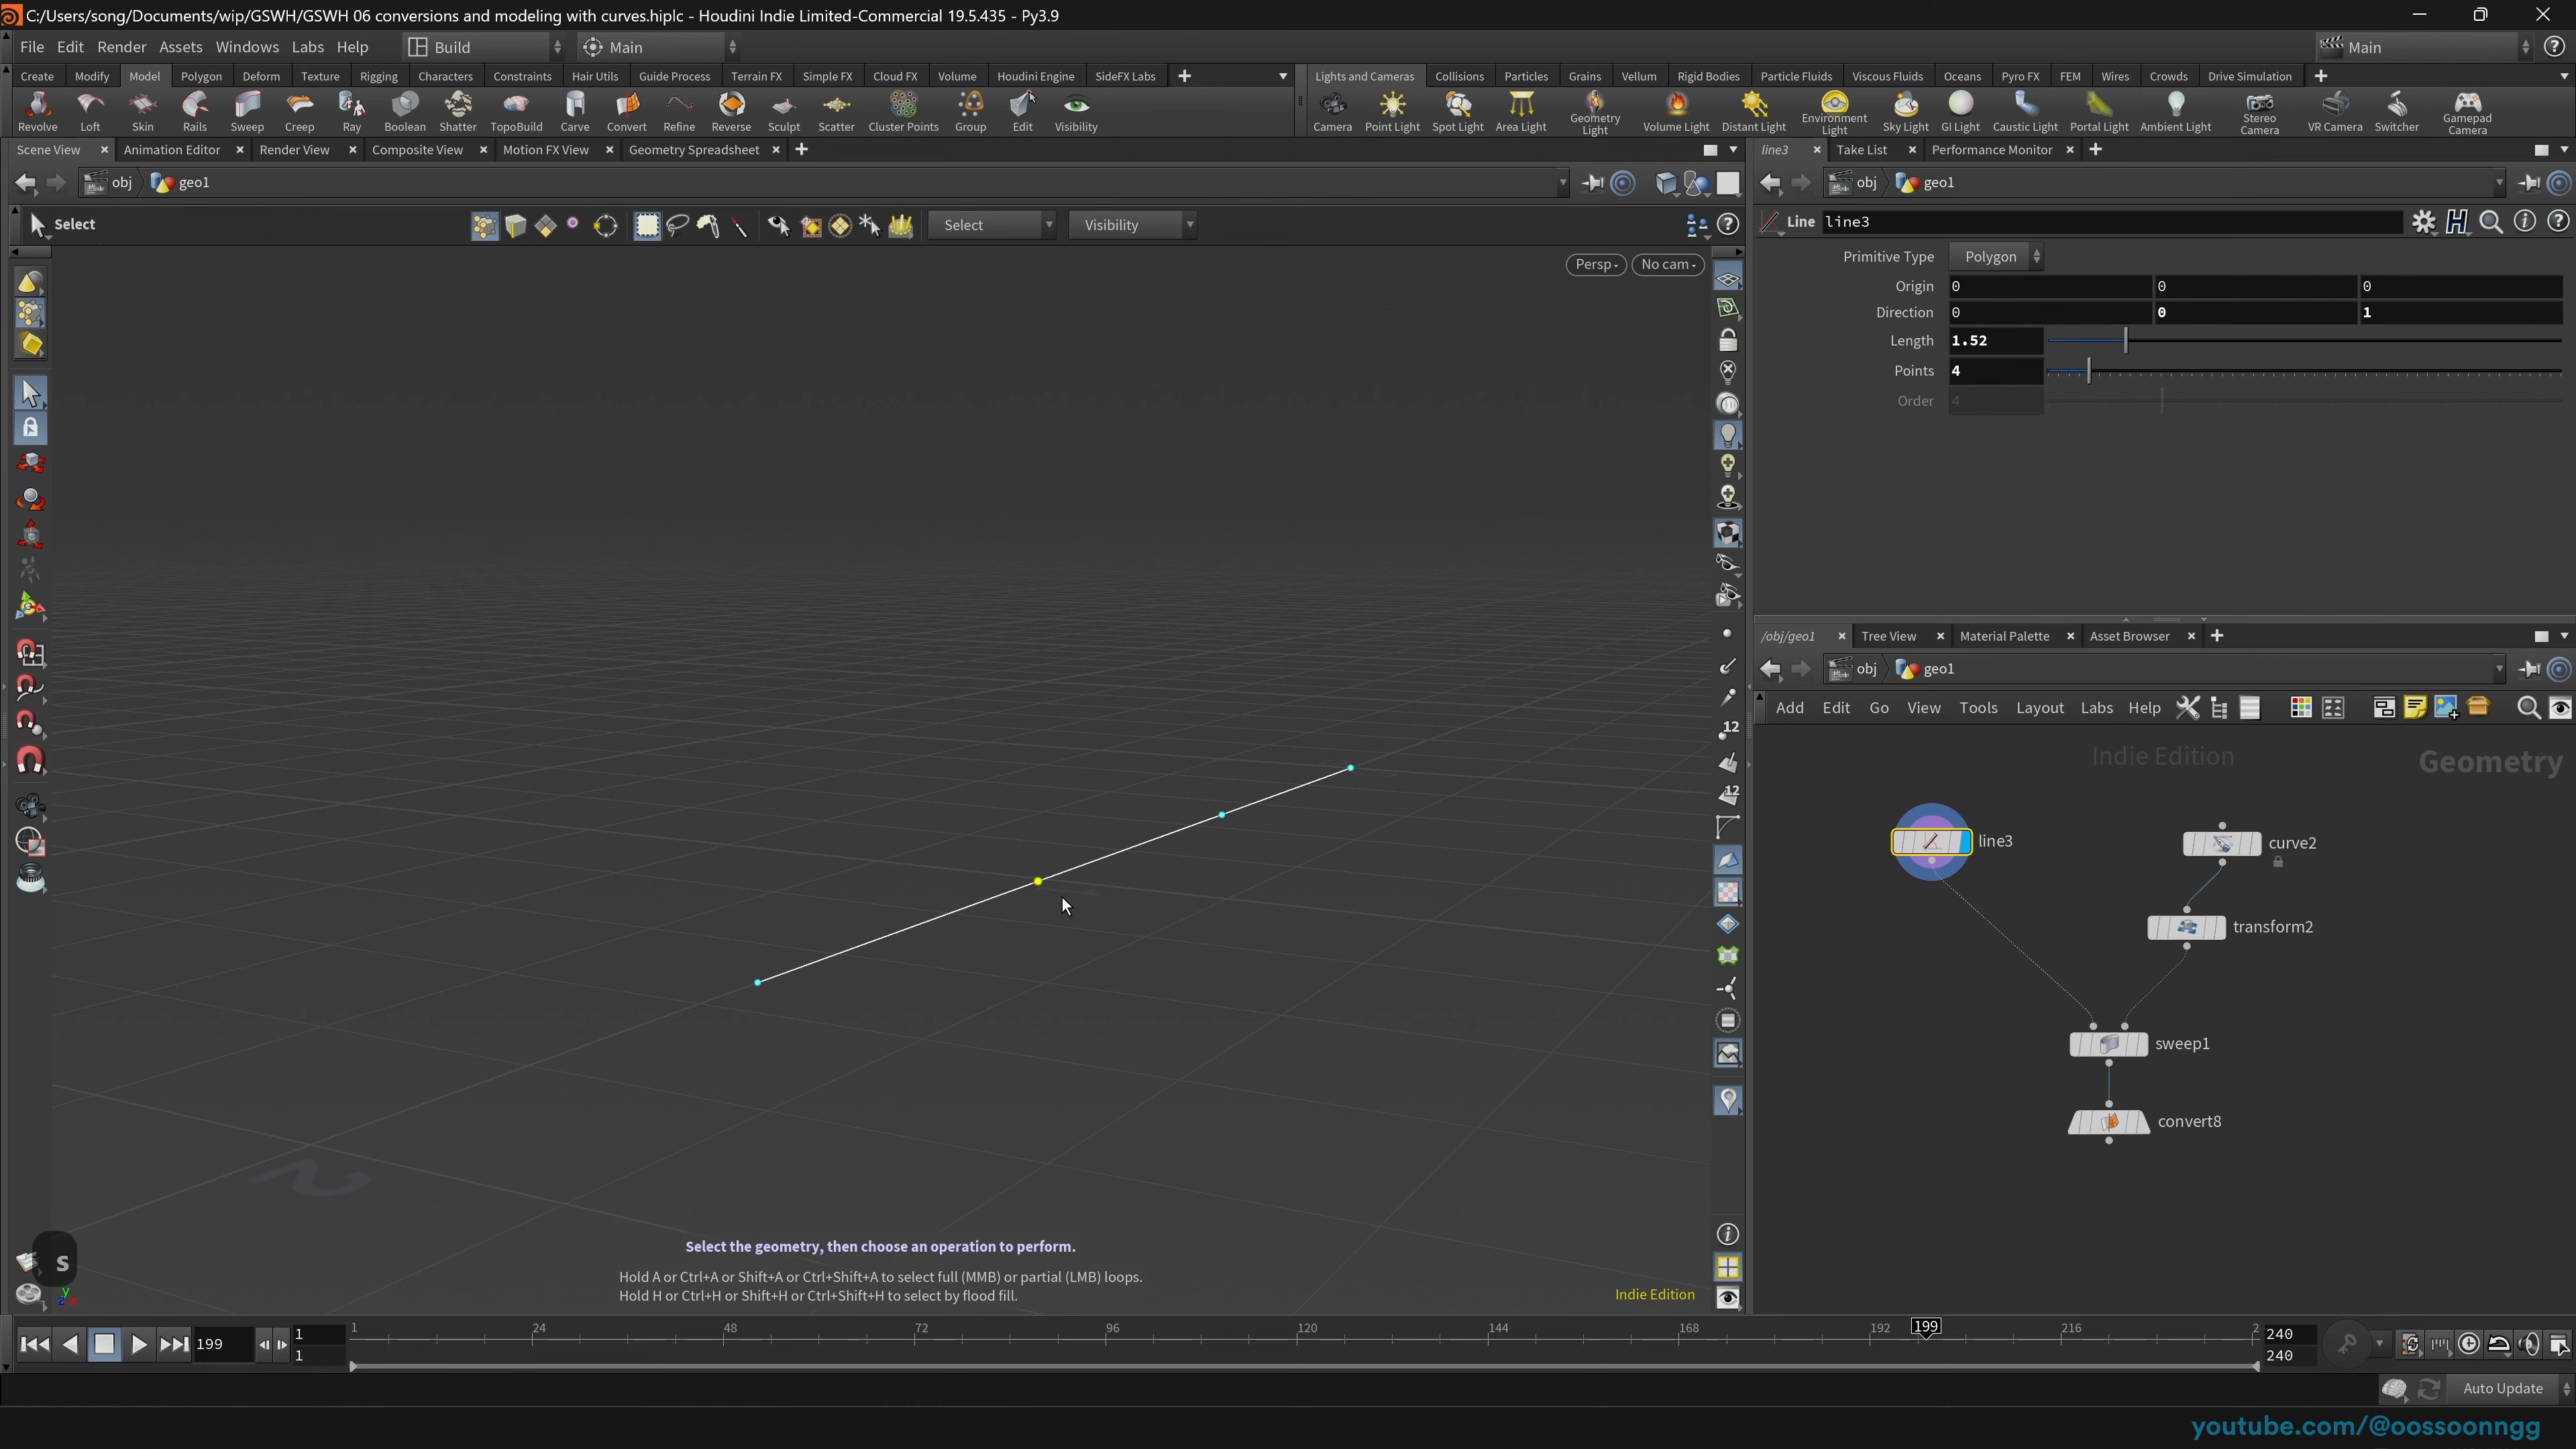 C:/Users/song/Documents/wip/GSWH/GSWH 06 conversions and modeling with curves.hiplc - Houdini Indie Limited-Commercial 19.5.435 - Py3.9
File Edit Render Assets Windows Labs Help Build Main Main
Create Modify Model Polygon Deform Texture Rigging Characters Constraints Hair Utils Guide Process Terrain FX Simple FX Cloud FX Volume Houdini Engine SideFX Labs
Lights and Cameras Collisions Particles Grains Vellum Rigid Bodies Particle Fluids Viscous Fluids Oceans Pyro FX FEM Wires Crowds Drive Simulation
Revolve Loft Skin Rails Sweep Creep Ray Boolean Shatter TopoBuild Carve Convert Refine Reverse Sculpt Scatter Cluster Points Group Edit Visibility
Camera Point Light Spot Light Area Light Geometry Light Volume Light Distant Light Environment Light Sky Light GI Light Caustic Light Portal Light Ambient Light Stereo Camera VR Camera Switcher Gamepad Camera
Scene View Animation Editor Render View Composite View Motion FX View Geometry Spreadsheet
line3 Take List Performance Monitor
obj geo1
obj geo1
Select Select Visibility
Line line3
Persp No cam
Primitive Type Polygon
Origin 0 0 0
Direction 0 0 1
Length 1.52
Points 4
Order 4
/obj/geo1 Tree View Material Palette Asset Browser
obj geo1
Add Edit Go View Tools Layout Labs Help
12
12
Indie Edition Geometry
line3
curve2
transform2
sweep1
convert8
2
Select the geometry, then choose an operation to perform.
Hold A or Ctrl+A or Shift+A or Ctrl+Shift+A to select full (MMB) or partial (LMB) loops.
Hold H or Ctrl+H or Shift+H or Ctrl+Shift+H to select by flood fill.
s
y
z x
Indie Edition
199 1 1 1 24 48 72 96 120 144 168 192 199 216 2 240 240
Auto Update
youtube.com/@oossoonngg